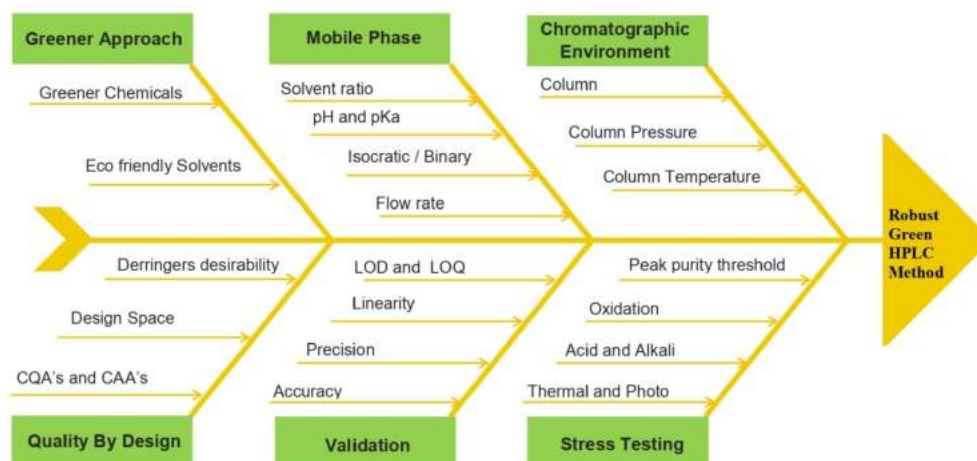 Greener Approach
Mobile Phase
Chromatographic
Environment
Greener Chemicals
Eco friendly Solvents
Solvent ratio
pH and pKa
Isocratic / Binary
Flow rate
Column
Column Pressure
Column Temperature
Robust
Green
HPLC
Method
Derringers desirability
Design Space
CQA's and CAA's
LOD and LOQ
Linearity
Precision
Accuracy
Peak purity threshold
Oxidation
Acid and Alkali
Thermal and Photo
Quality By Design
Validation
Stress Testing